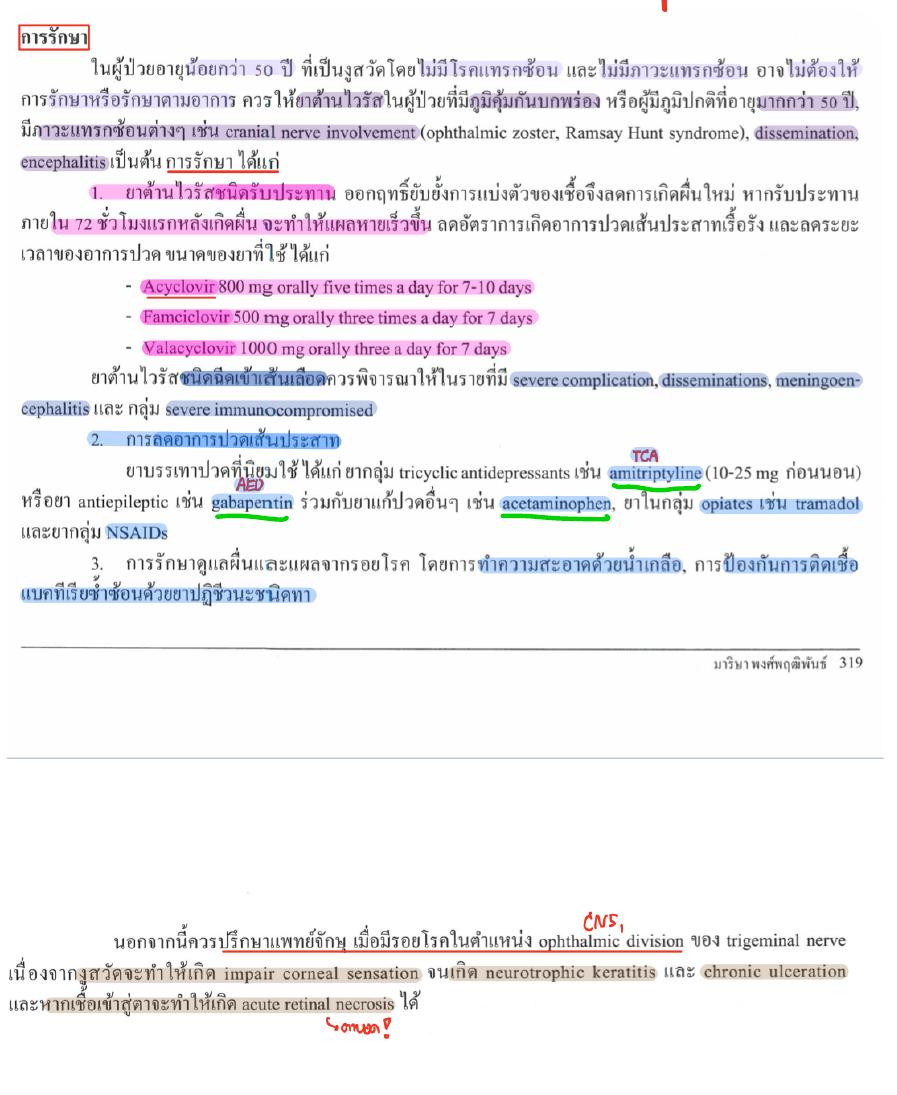 การรักษา
ในผู้ป่วยอายุน้อยกว่า 50 ปี ที่เป็นงูสวัดโดยไม่มีโรคแทรกซ้อน และไม่มีภาวะแทรกซ้อน อาจไม่ต้องให้
การรักษาหรือรักษาตามอาการ ควรให้ยาต้านไวรัสในผู้ป่วยที่มีภูมิคุ้มกันบกพร่อง หรือผู้มีภูมิปกติที่อายุมากกว่า 50 ปี,
มีภาวะแทรกซ้อนต่างๆ เช่น cranial nerve involvement (ophthalmic zoster, Ramsay Hunt syndrome), dissemination,
encephalitis เป็นต้น การรักษา ได้แก่
1. ยาต้านไวรัสชนิดรับประทาน ออกฤทธิ์ยับยั้งการแบ่งตัวของเชื้อจึงลดการเกิดผื่นใหม่ หากรับประทาน
ภายใน 72 ชั่วโมงแรกหลังเกิดผื่น จะทำให้แผลหายเร็วขึ้น ลดอัตราการเกิดอาการปวดเส้นประสาทเรื้อรัง และลดระยะ
เวลาของอาการปวด ขนาดของยาที่ใช้ ได้แก่
- Acyclovir 800 mg orally five times a day for 7-10 days
- Famciclovir 500 mg orally three times a day for 7 days
- Valacyclovir 1000 mg orally three a day for 7 days
ยาต้านไวรัสชนิดฉีดเข้าเส้นเลือดควรพิจารณาให้ในรายที่มี severe complication, disseminations, meningoen-
cephalitis และ กลุ่ม severe immunocompromised
2. การลดอาการปวดเส้นประสาท
TCA
ยาบรรเทาปวดที่นิยมใช้ ได้แก่ ยากลุ่ม tricyclic antidepressants เช่น amitriptyline (10-25 mg ก่อนนอน)
AED
หรือยา antiepileptic เช่น gabapentin ร่วมกับยาแก้ปวดอื่นๆ เช่น acetaminophen, ยาในกลุ่ม opiates เช่น tramadol
และยากลุ่ม NSAIDs
3. การรักษาดูแลผื่นและแผลจากรอยโรค โดยการทำความสะอาดด้วยน้ำเกลือ, การป้องกันการติดเชื้อ
แบคทีเรียซ้ำซ้อนด้วยยาปฏิชีวนะชนิดทา
มาริษา พงศ์พฤฒิพันธ์ 319
CN5,
นอกจากนี้ควรปรึกษาแพทย์จักษุ เมื่อมีรอยโรคในตำแหน่ง ophthalmic division ของ trigeminal nerve
เนื่องจากงูสวัดจะทำให้เกิด impair corneal sensation จนเกิด neurotrophic keratitis และ chronic ulceration
และหากเชื้อเข้าสู่ตาจะทำให้เกิด acute retinal necrosis ได้